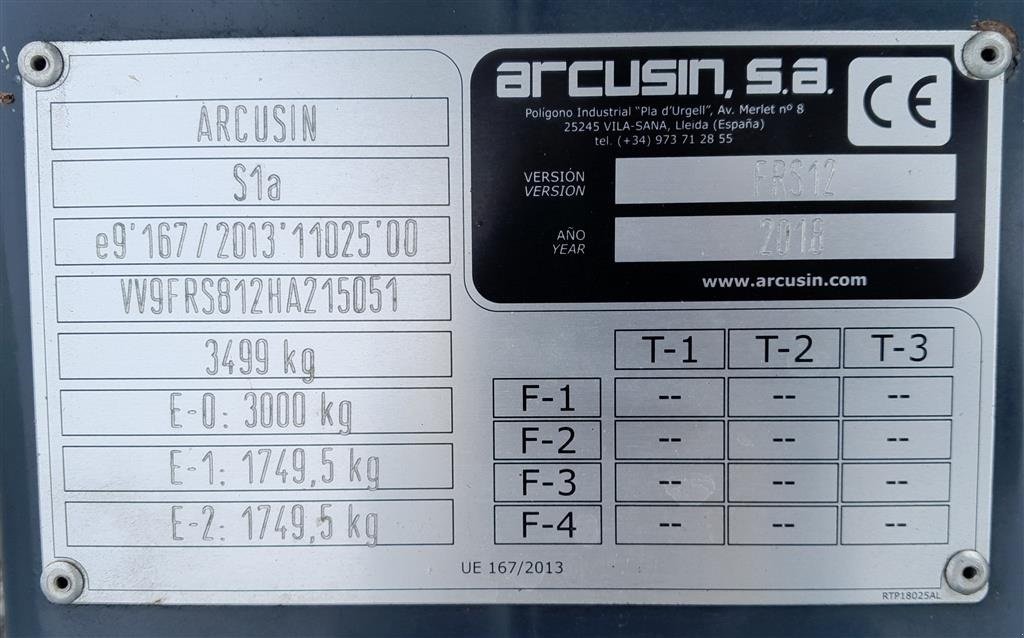 ARCUSIN
S1a
e9*167/2013*11025*00
VV9FRS812HA215051
3499 kg
E-0: 3000 kg
E-1: 1749,5 kg
E-2: 1749,5 kg
arcusin, s.a.
CE
Polígono Industrial "Pla d'Urgell", Av. Merlet nº 8
25245 VILA-SANA, Lleida (España)
tel. (+34) 973 71 28 55
VERSIÓN FRS12
VERSION
AÑO 2018
YEAR
www.arcusin.com
T-1 T-2 T-3
F-1 -- -- --
F-2 -- -- --
F-3 -- -- --
F-4 -- -- --
UE 167/2013
RTP18025AL